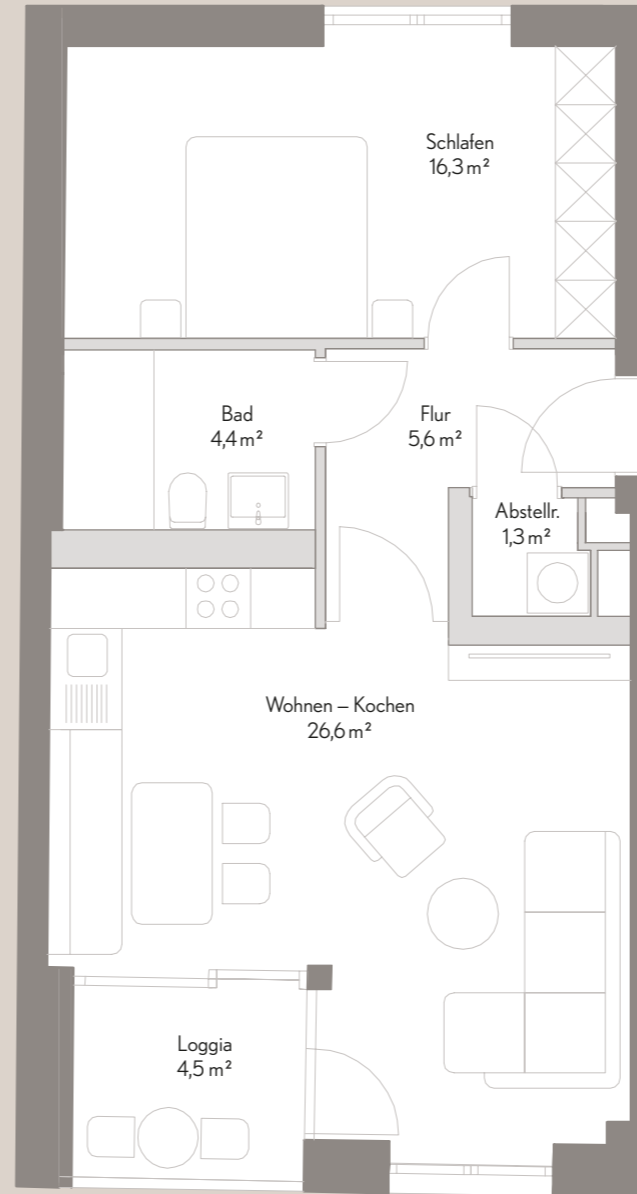 Schlafen
16,3 m²
Bad
4,4 m²
Flur
5,6 m²
Abstellr.
1,3 m²
Wohnen – Kochen
26,6 m²
Loggia
4,5 m²